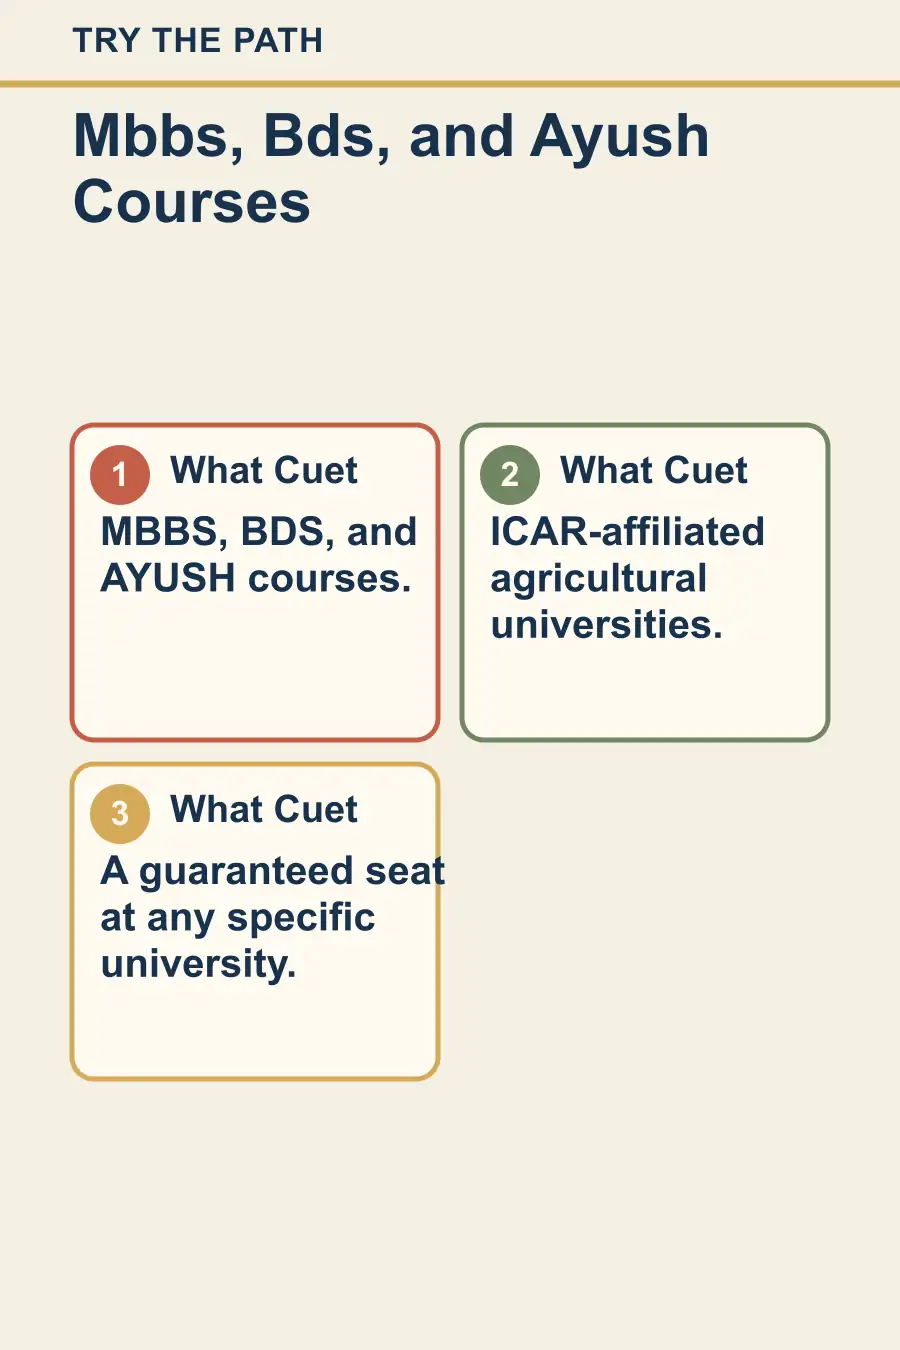 TRY THE PATH
Mbbs, Bds, and Ayush
Courses
1 What Cuet
MBBS, BDS, and
AYUSH courses.
2 What Cuet
ICAR-affiliated
agricultural
universities.
3 What Cuet
A guaranteed seat
at any specific
university.